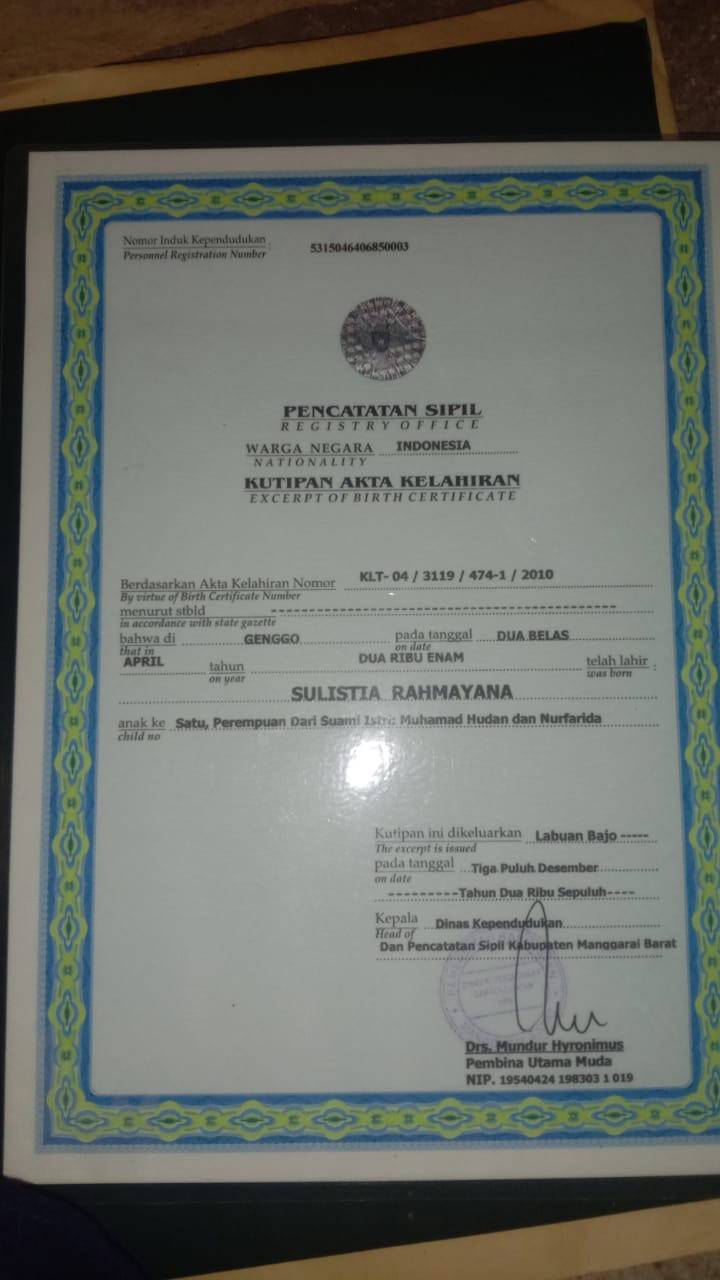 Nomor Induk Kependudukan : 5315046406850003
Personnel Registration Number
PENCATATAN SIPIL
REGISTRY OFFICE
WARGA NEGARA INDONESIA
NATIONALITY
KUTIPAN AKTA KELAHIRAN
EXCERPT OF BIRTH CERTIFICATE
Berdasarkan Akta Kelahiran Nomor KLT- 04 / 3119 / 474-1 / 2010
By virtue of Birth Certificate Number
menurut stbld ----------------------------------------------------
in accordance with state gazette
bahwa di GENGGO pada tanggal DUA BELAS
that in on date
APRIL tahun DUA RIBU ENAM telah lahir :
on year was born
SULISTIA RAHMAYANA
anak ke Satu, Perempuan Dari Suami Istri: Muhamad Hudan dan Nurfarida
child no
Kutipan ini dikeluarkan Labuan Bajo -----
The excerpt is issued
pada tanggal Tiga Puluh Desember
on date
---------Tahun Dua Ribu Sepuluh----
Kepala Dinas Kependudukan
Head of
Dan Pencatatan Sipil Kabupaten Manggarai Barat
Drs. Mundur Hyronimus
Pembina Utama Muda
NIP. 19540424 198303 1 019